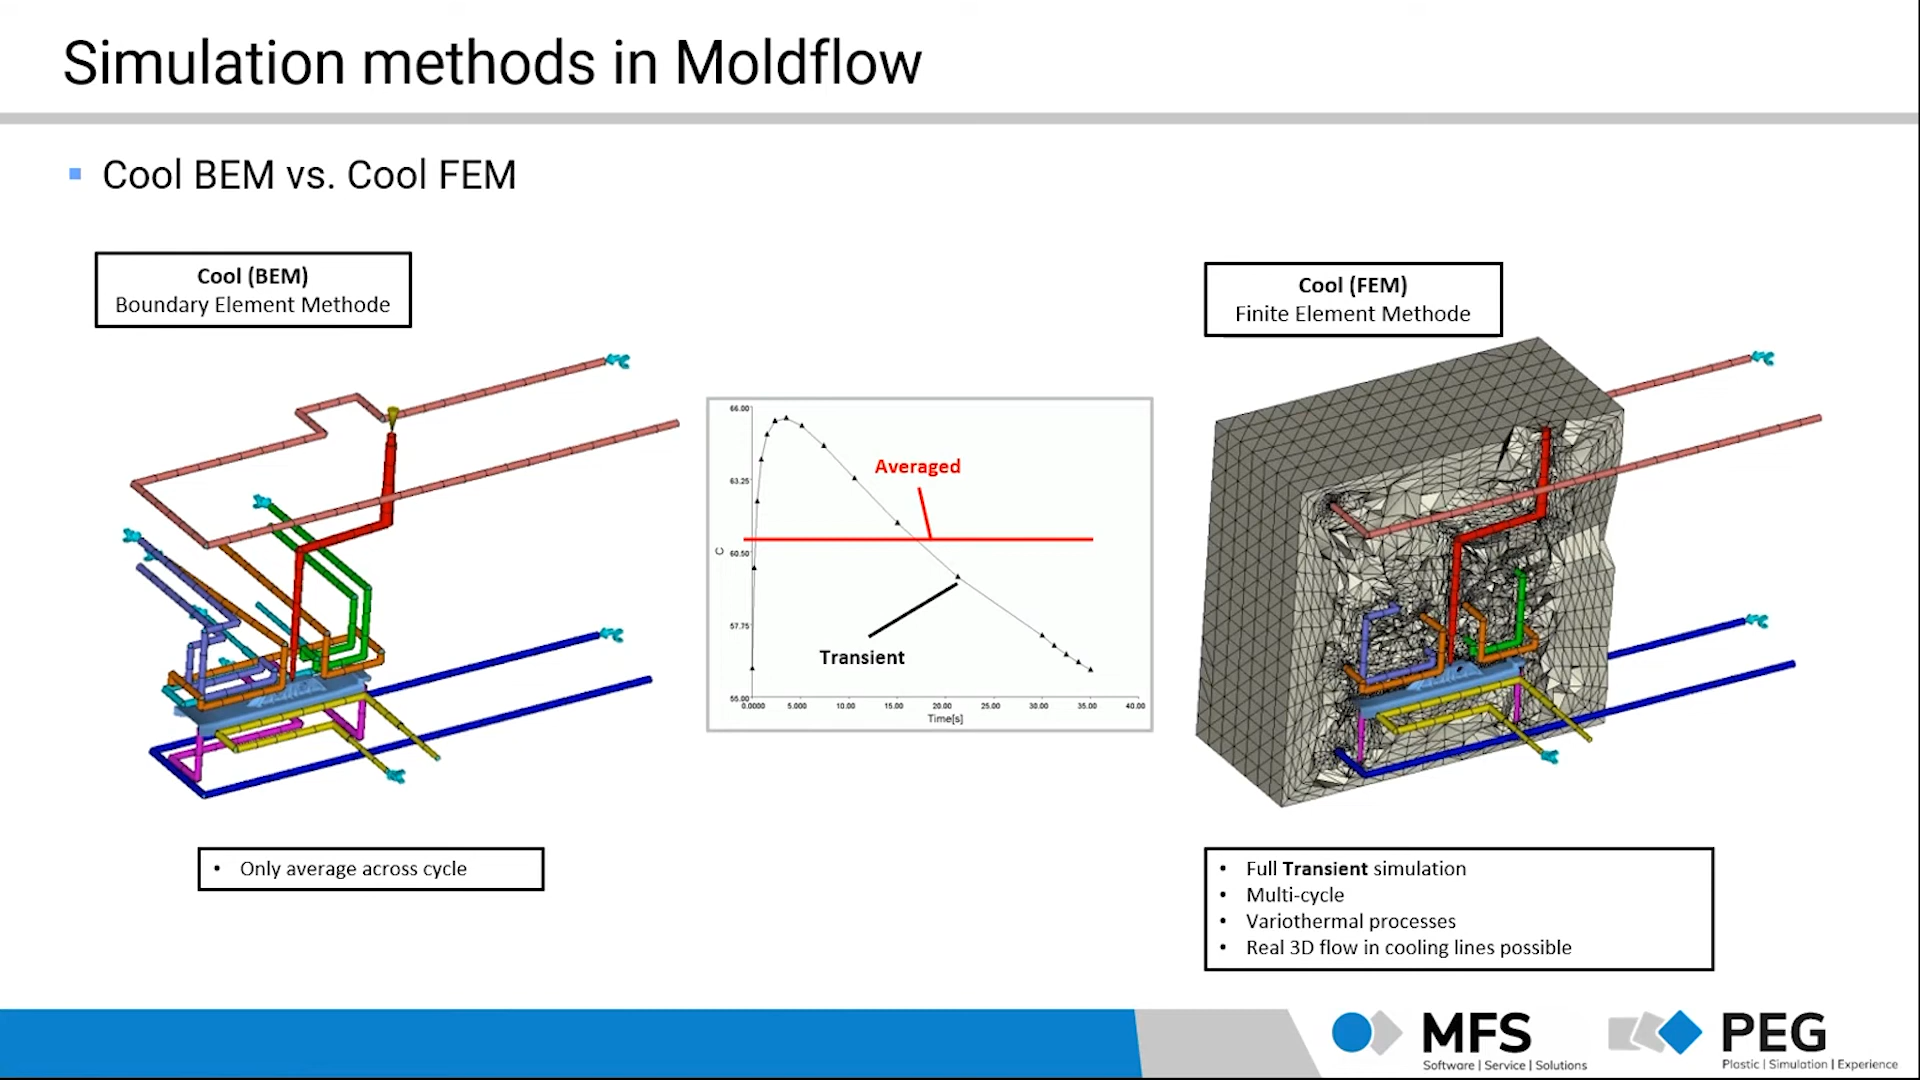 Simulation methods in Moldflow
Cool BEM vs. Cool FEM
Cool (BEM)
Boundary Element Methode
Cool (FEM)
Finite Element Methode
66.00
63.25
60.50
57.75
55.00
C
Averaged
Transient
0.0000 5.000 10.00 15.00 20.00 25.00 30.00 35.00 40.00
Time[s]
• Only average across cycle
• Full Transient simulation
• Multi-cycle
• Variothermal processes
• Real 3D flow in cooling lines possible
MFS
Software | Service | Solutions
PEG
Plastic | Simulation | Experience